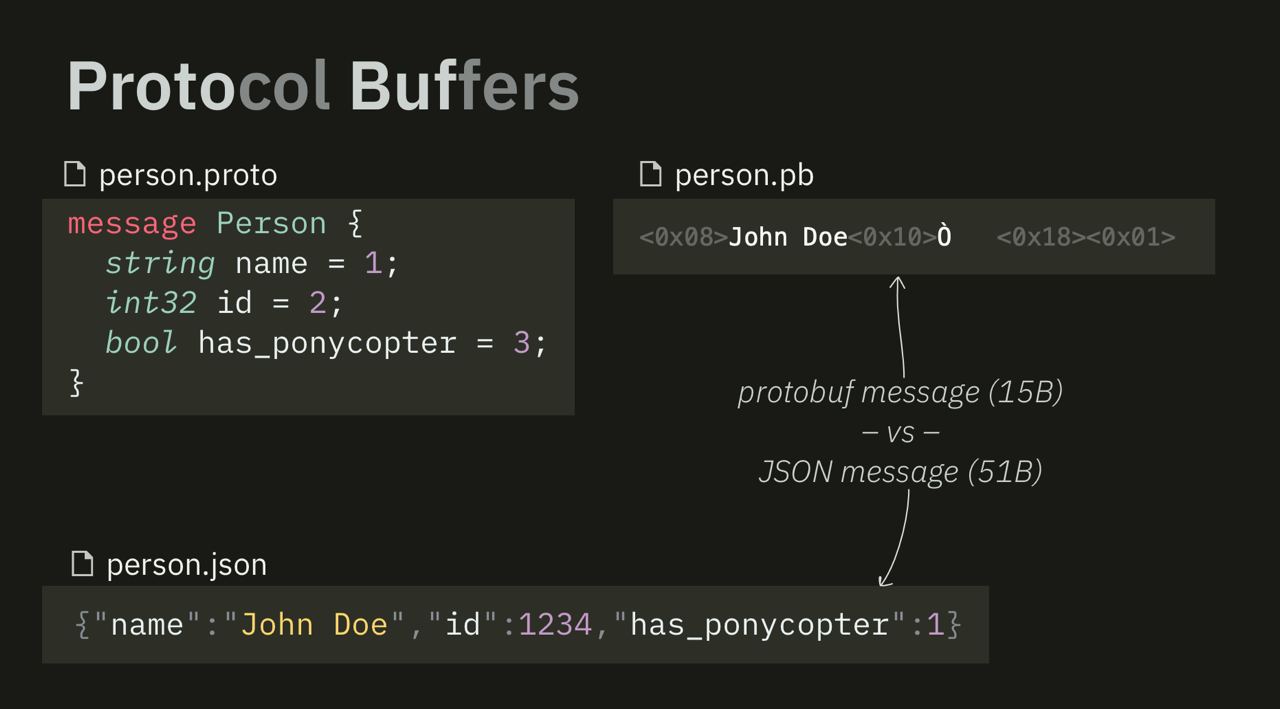 Protocol Buffers
person.proto
message Person {
  string name = 1;
  int32 id = 2;
  bool has_ponycopter = 3;
}
person.pb
<0x08>John Doe<0x10>Ò   <0x18><0x01>
protobuf message (15B)
– vs –
JSON message (51B)
person.json
{"name":"John Doe","id":1234,"has_ponycopter":1}